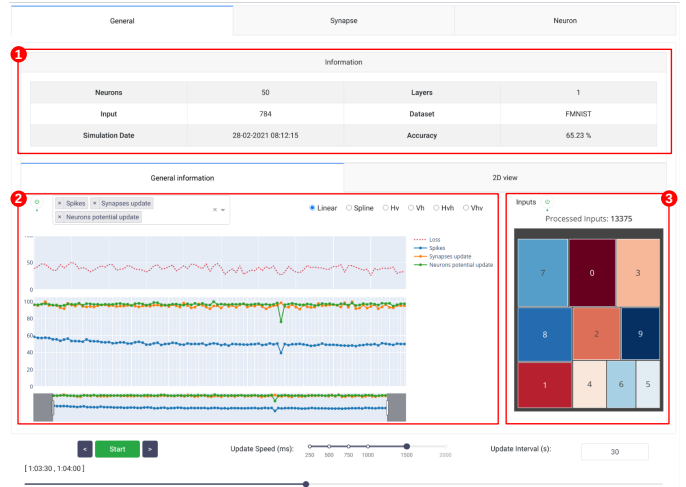 General Synapse Neuron
1
Information
Neurons 50 Layers 1
Input 784 Dataset FMNIST
Simulation Date 28-02-2021 08:12:15 Accuracy 65.23 %
General information 2D view
2
× Spikes × Synapses update
× Neurons potential update
Linear Spline Hv Vh Hvh Vhv
3
Inputs
Processed Inputs: 13375
100
50
0
100
80
60
40
20
0
Loss
Spikes
Synapses update
Neurons potential update
7 0 3
8 2 9
1 4 6 5
< Start >
Update Speed (ms):
250 500 750 1000 1500 2000
Update Interval (s): 30
[ 1:03:30 , 1:04:00 ]